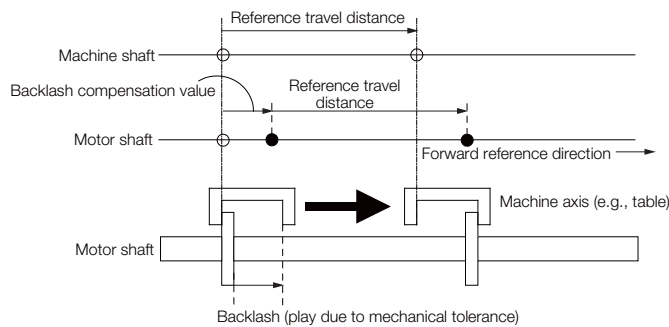 Reference travel distance
Machine shaft
Backlash compensation value
Reference travel
distance
Motor shaft
Forward reference direction
Machine axis (e.g., table)
Motor shaft
Backlash (play due to mechanical tolerance)